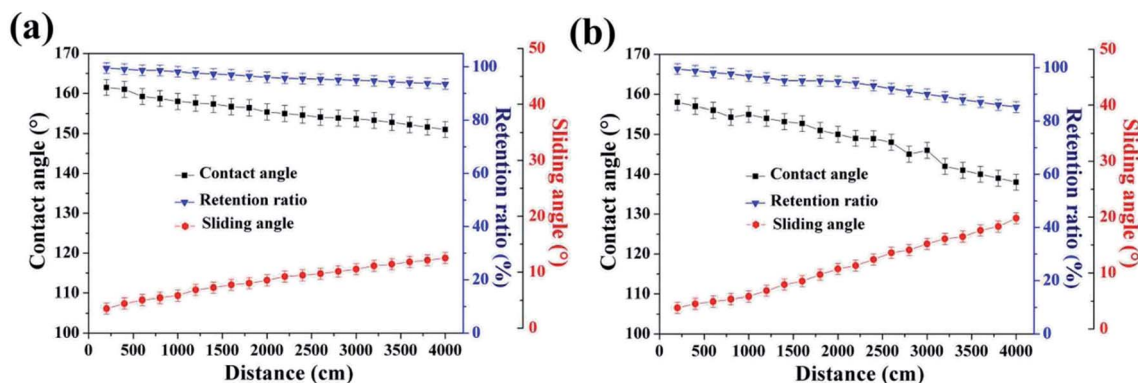 (a)
170
160
150
140
130
120
110
100
Contact angle (°)
Contact angle
Retention ratio
Sliding angle
0 500 1000 1500 2000 2500 3000 3500 4000
Distance (cm)
100
80
60
40
20
0
Retention ratio (%)
50
40
30
20
10
0
Sliding angle (°)
(b)
170
160
150
140
130
120
110
100
Contact angle (°)
Contact angle
Retention ratio
Sliding angle
0 500 1000 1500 2000 2500 3000 3500 4000
Distance (cm)
100
80
60
40
20
0
Retention ratio (%)
50
40
30
20
10
0
Sliding angle (°)